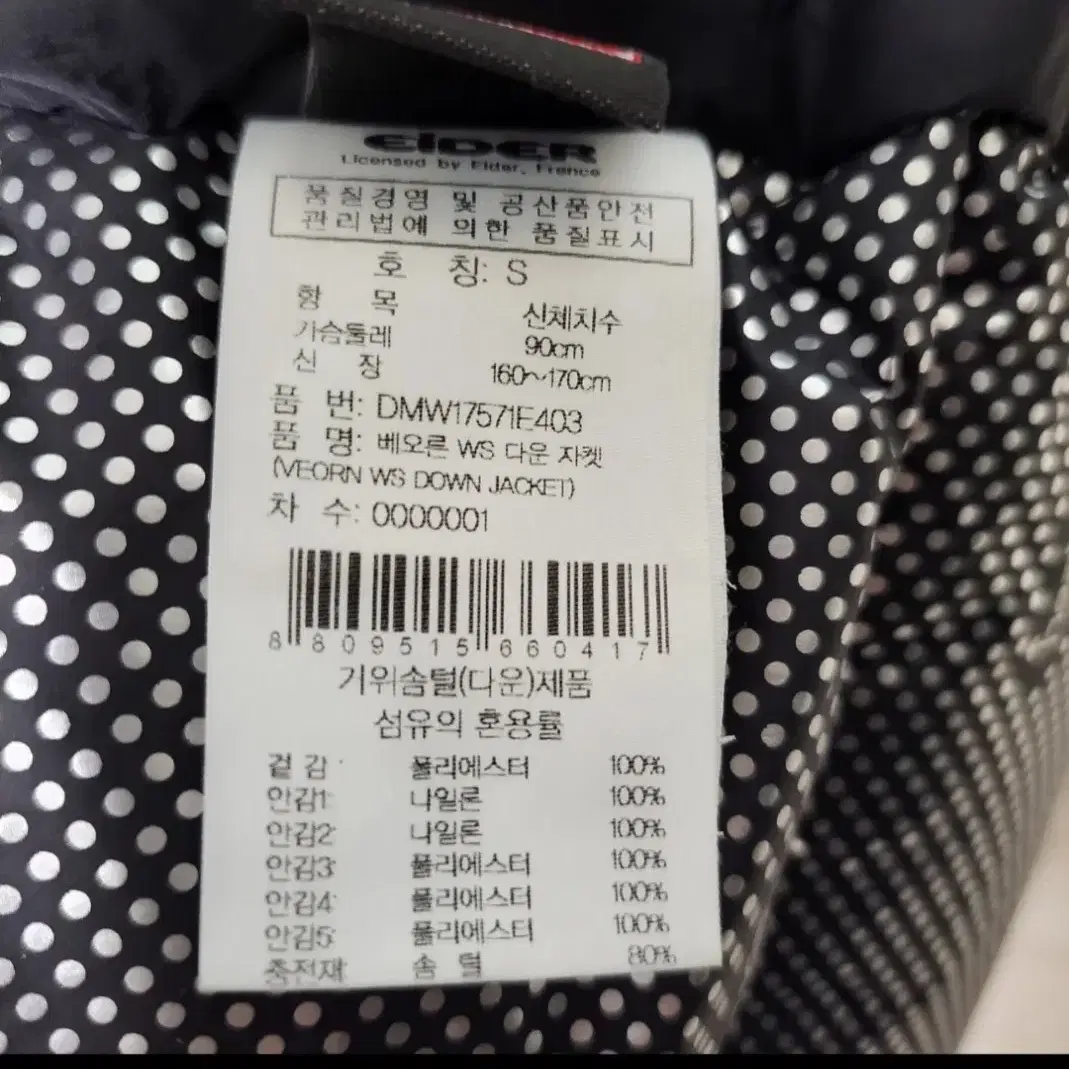 EIDER
Licensed by Eider, France
품질경영 및 공산품안전
관리법에 의한 품질표시
호 칭: S
항 목 신체치수
가슴둘레 90cm
신 장 160~170cm
품 번: DMW17571E403
품 명: 베오른 WS 다운 자켓
(VEORN WS DOWN JACKET)
차 수: 0000001
8 809515 660417
거위솜털(다운)제품
섬유의 혼용률
겉감: 폴리에스터 100%
안감1: 나일론 100%
안감2: 나일론 100%
안감3: 폴리에스터 100%
안감4: 폴리에스터 100%
안감5: 폴리에스터 100%
충전재 솜 털 80%